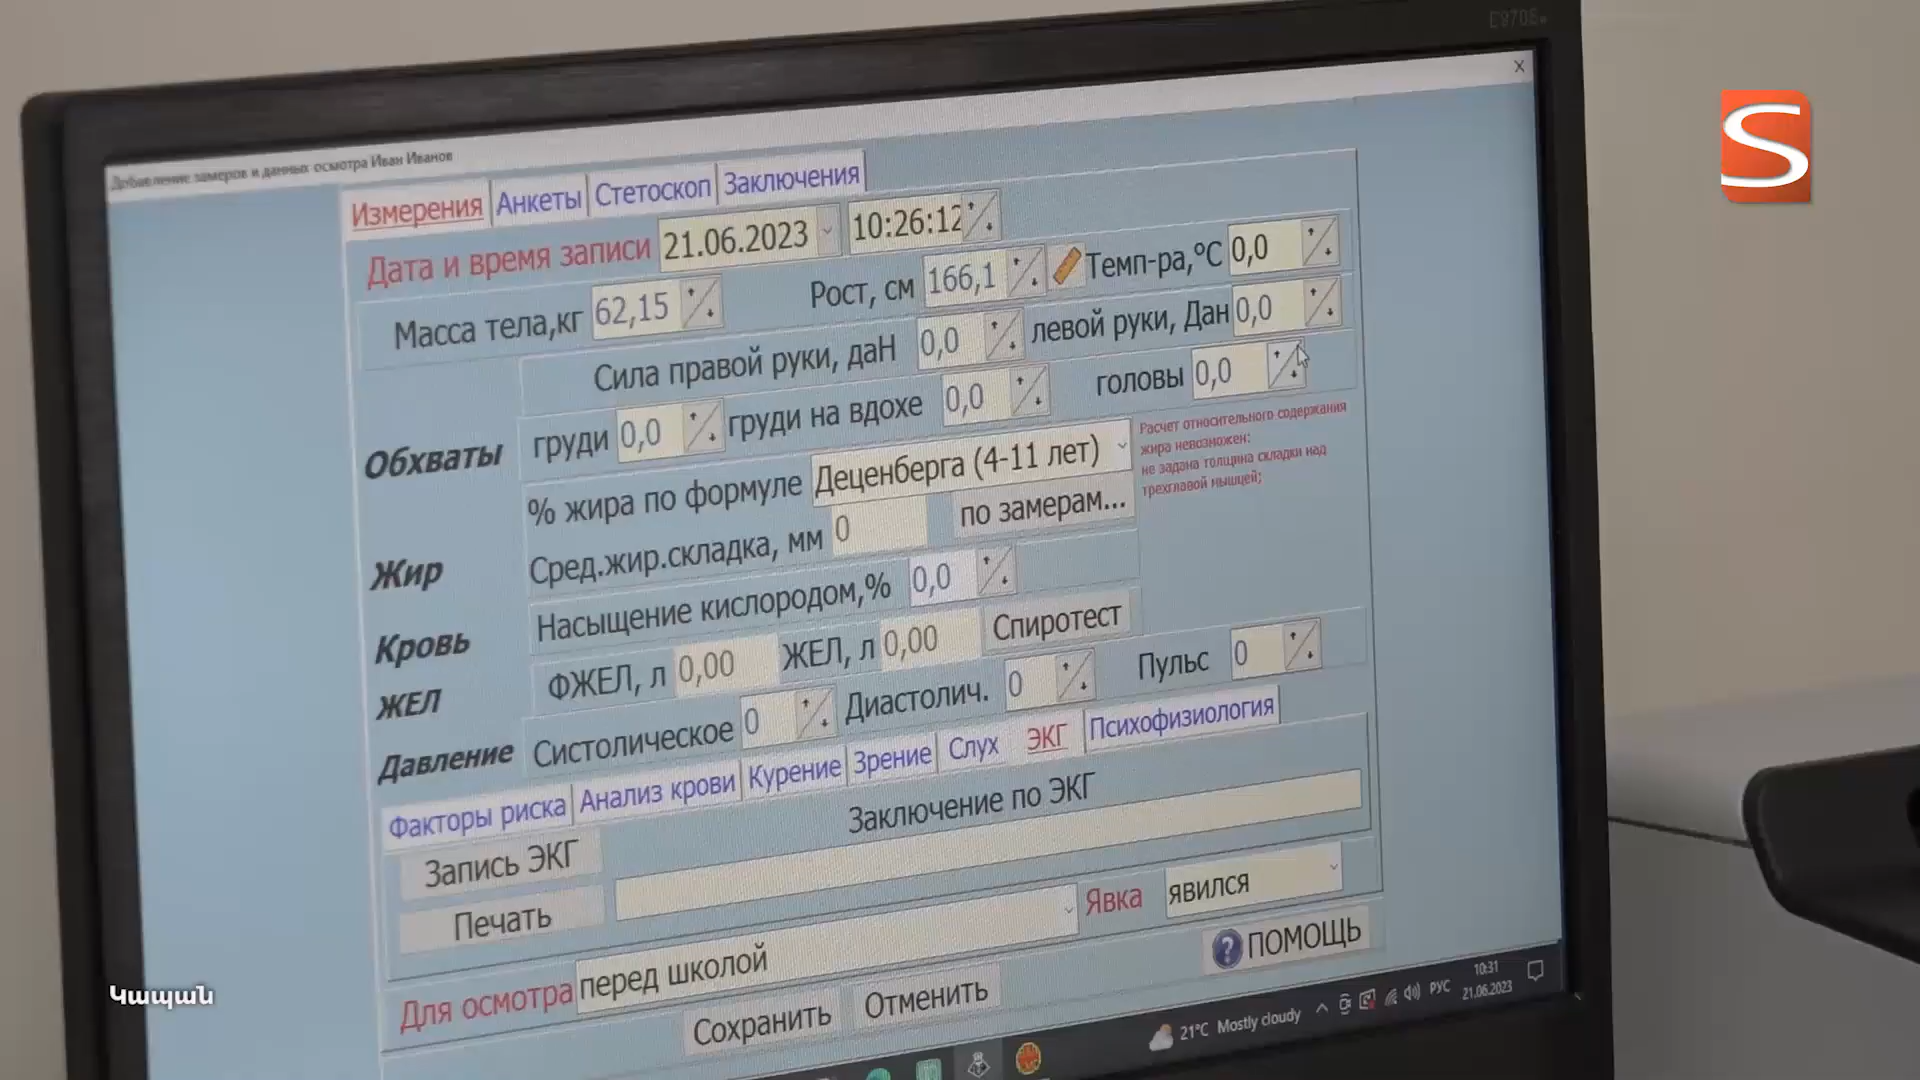 Добавление замеров и данных осмотра Иван Иванов
X
Измерения Анкеты Стетоскоп Заключения
Дата и время записи 21.06.2023 10:26:12
Масса тела,кг 62,15 Рост, см 166,1 Темп-ра,°C 0,0
Сила правой руки, даН 0,0 левой руки, Дан 0,0
Обхваты груди 0,0 груди на вдохе 0,0 головы 0,0
% жира по формуле Деценберга (4-11 лет)
Расчет относительного содержания
жира невозможен:
не задана толщина складки над
трехглавой мышцей;
Жир Сред.жир.складка, мм 0 по замерам...
Кровь Насыщение кислородом,% 0,0
ЖЕЛ ФЖЕЛ, л 0,00 ЖЕЛ, л 0,00 Спиротест
Давление Систолическое 0 Диастолич. 0 Пульс 0
Факторы риска Анализ крови Курение Зрение Слух ЭКГ Психофизиология
Заключение по ЭКГ
Запись ЭКГ
Печать
Для осмотра перед школой Явка явился
Сохранить Отменить ? ПОМОЩЬ
21°C Mostly cloudy РУС 10:31
21.06.2023
S
Կապան